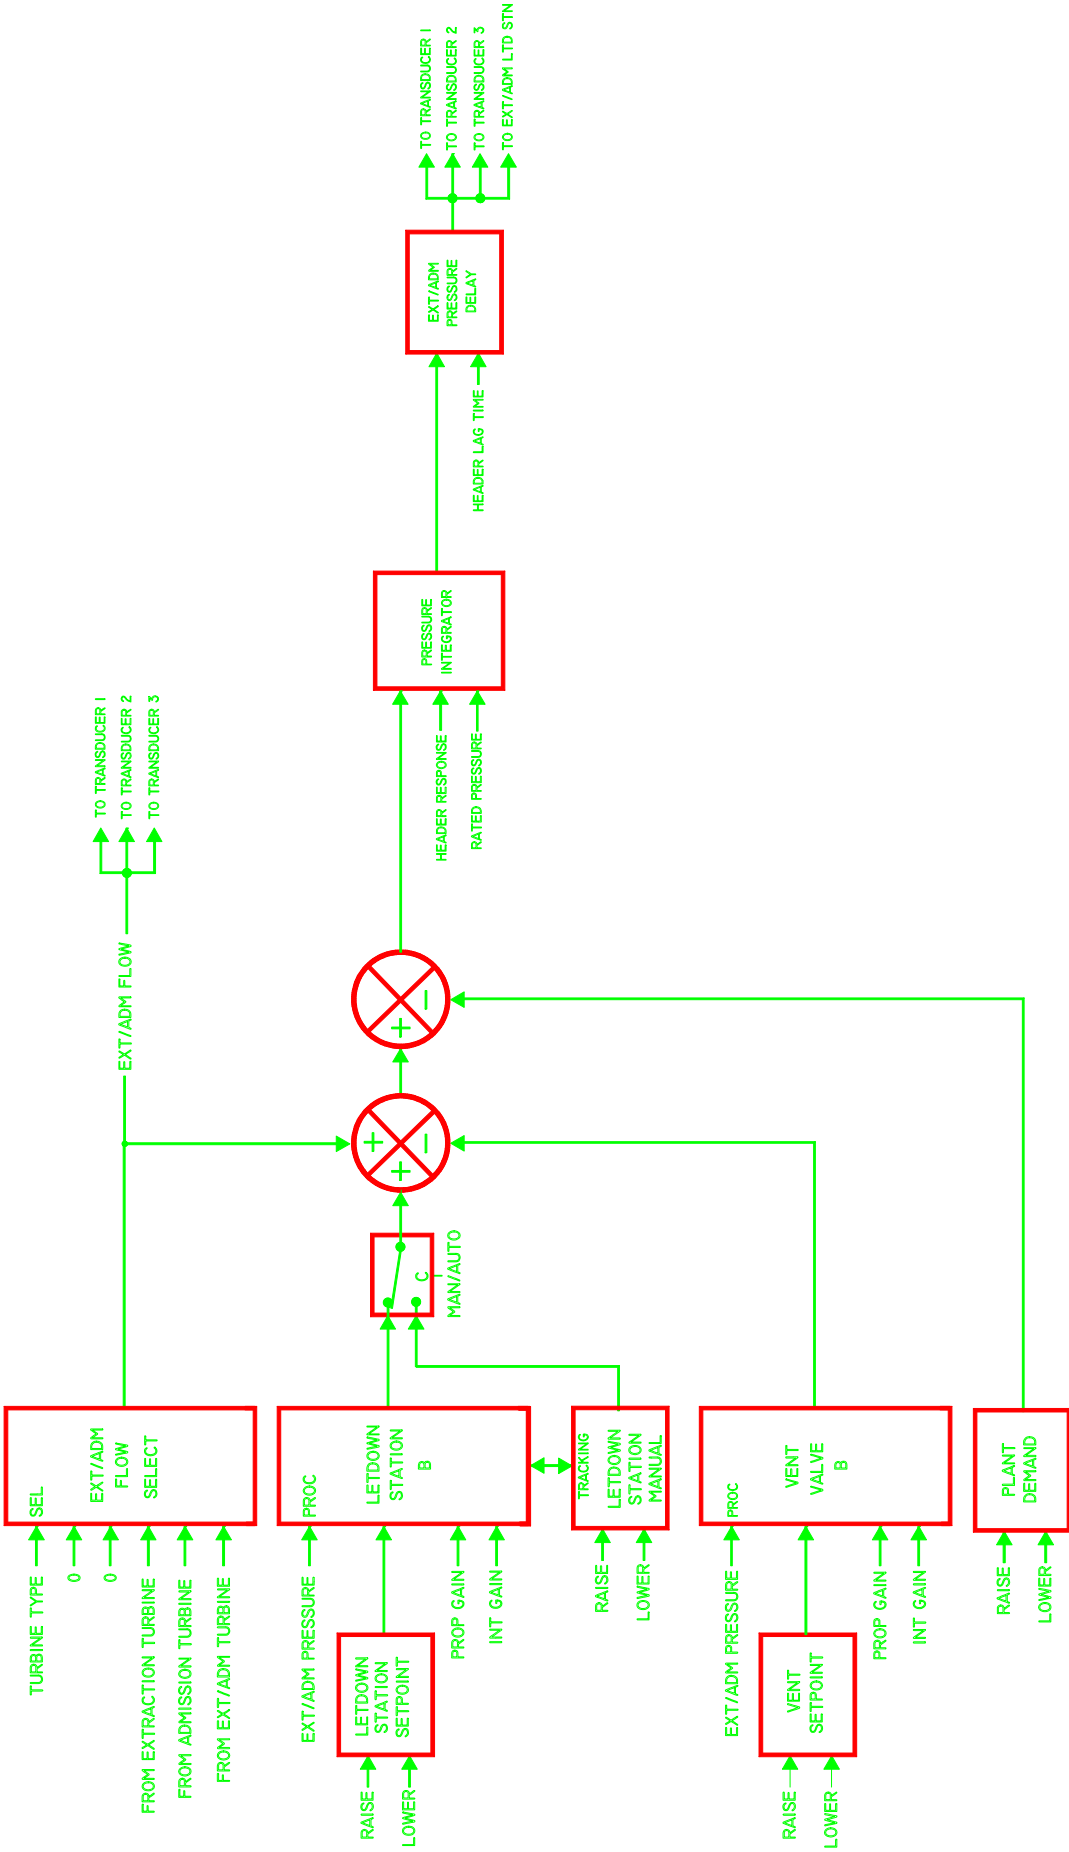 TURBINE TYPE
0
0
FROM EXTRACTION TURBINE
FROM ADMISSION TURBINE
FROM EXT/ADM TURBINE
SEL
EXT/ADM
FLOW
SELECT
EXT/ADM FLOW
TO TRANSDUCER 1
TO TRANSDUCER 2
TO TRANSDUCER 3
EXT/ADM PRESSURE
RAISE
LOWER
LETDOWN
STATION
SETPOINT
PROP GAIN
INT GAIN
PROC
LETDOWN
STATION
B
C
MAN/AUTO
+
+
−
+
−
HEADER RESPONSE
RATED PRESSURE
PRESSURE
INTEGRATOR
HEADER LAG TIME
EXT/ADM
PRESSURE
DELAY
TO TRANSDUCER 1
TO TRANSDUCER 2
TO TRANSDUCER 3
TO EXT/ADM LTD STN
RAISE
LOWER
TRACKING
LETDOWN
STATION
MANUAL
EXT/ADM PRESSURE
RAISE
LOWER
VENT
SETPOINT
PROP GAIN
INT GAIN
PROC
VENT
VALVE
B
RAISE
LOWER
PLANT
DEMAND